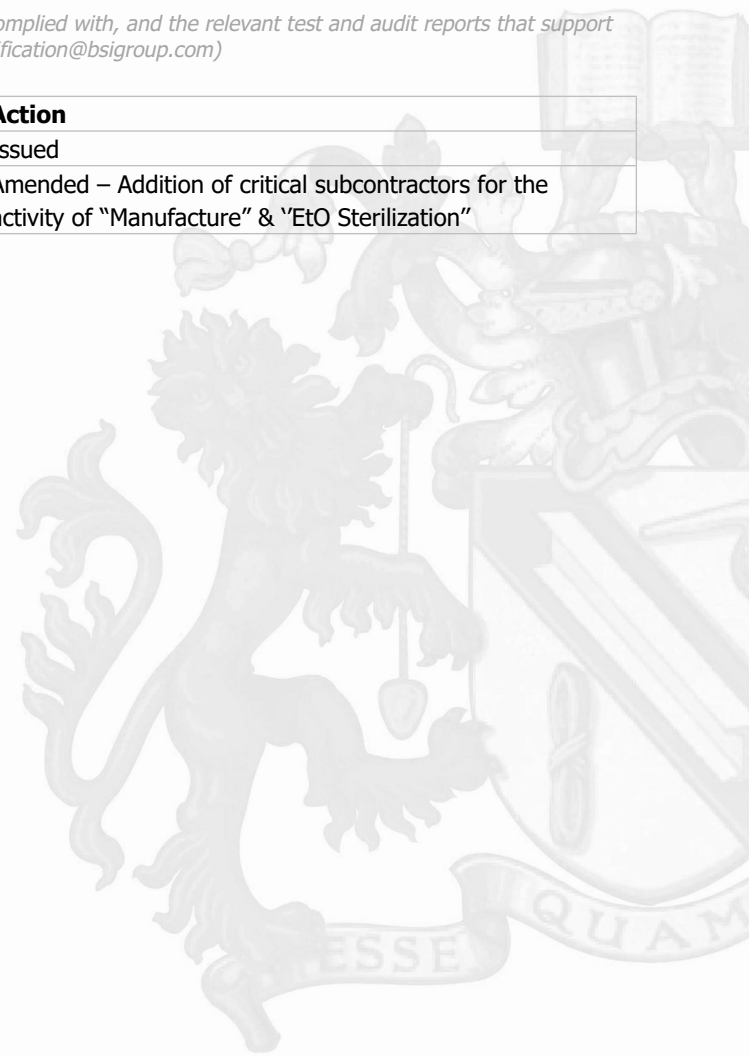 omplied with, and the relevant test and audit reports that support
fication@bsigroup.com)
Action
ssued
Amended – Addition of critical subcontractors for the
activity of “Manufacture” & ‘’EtO Sterilization”
ESSE QUAM